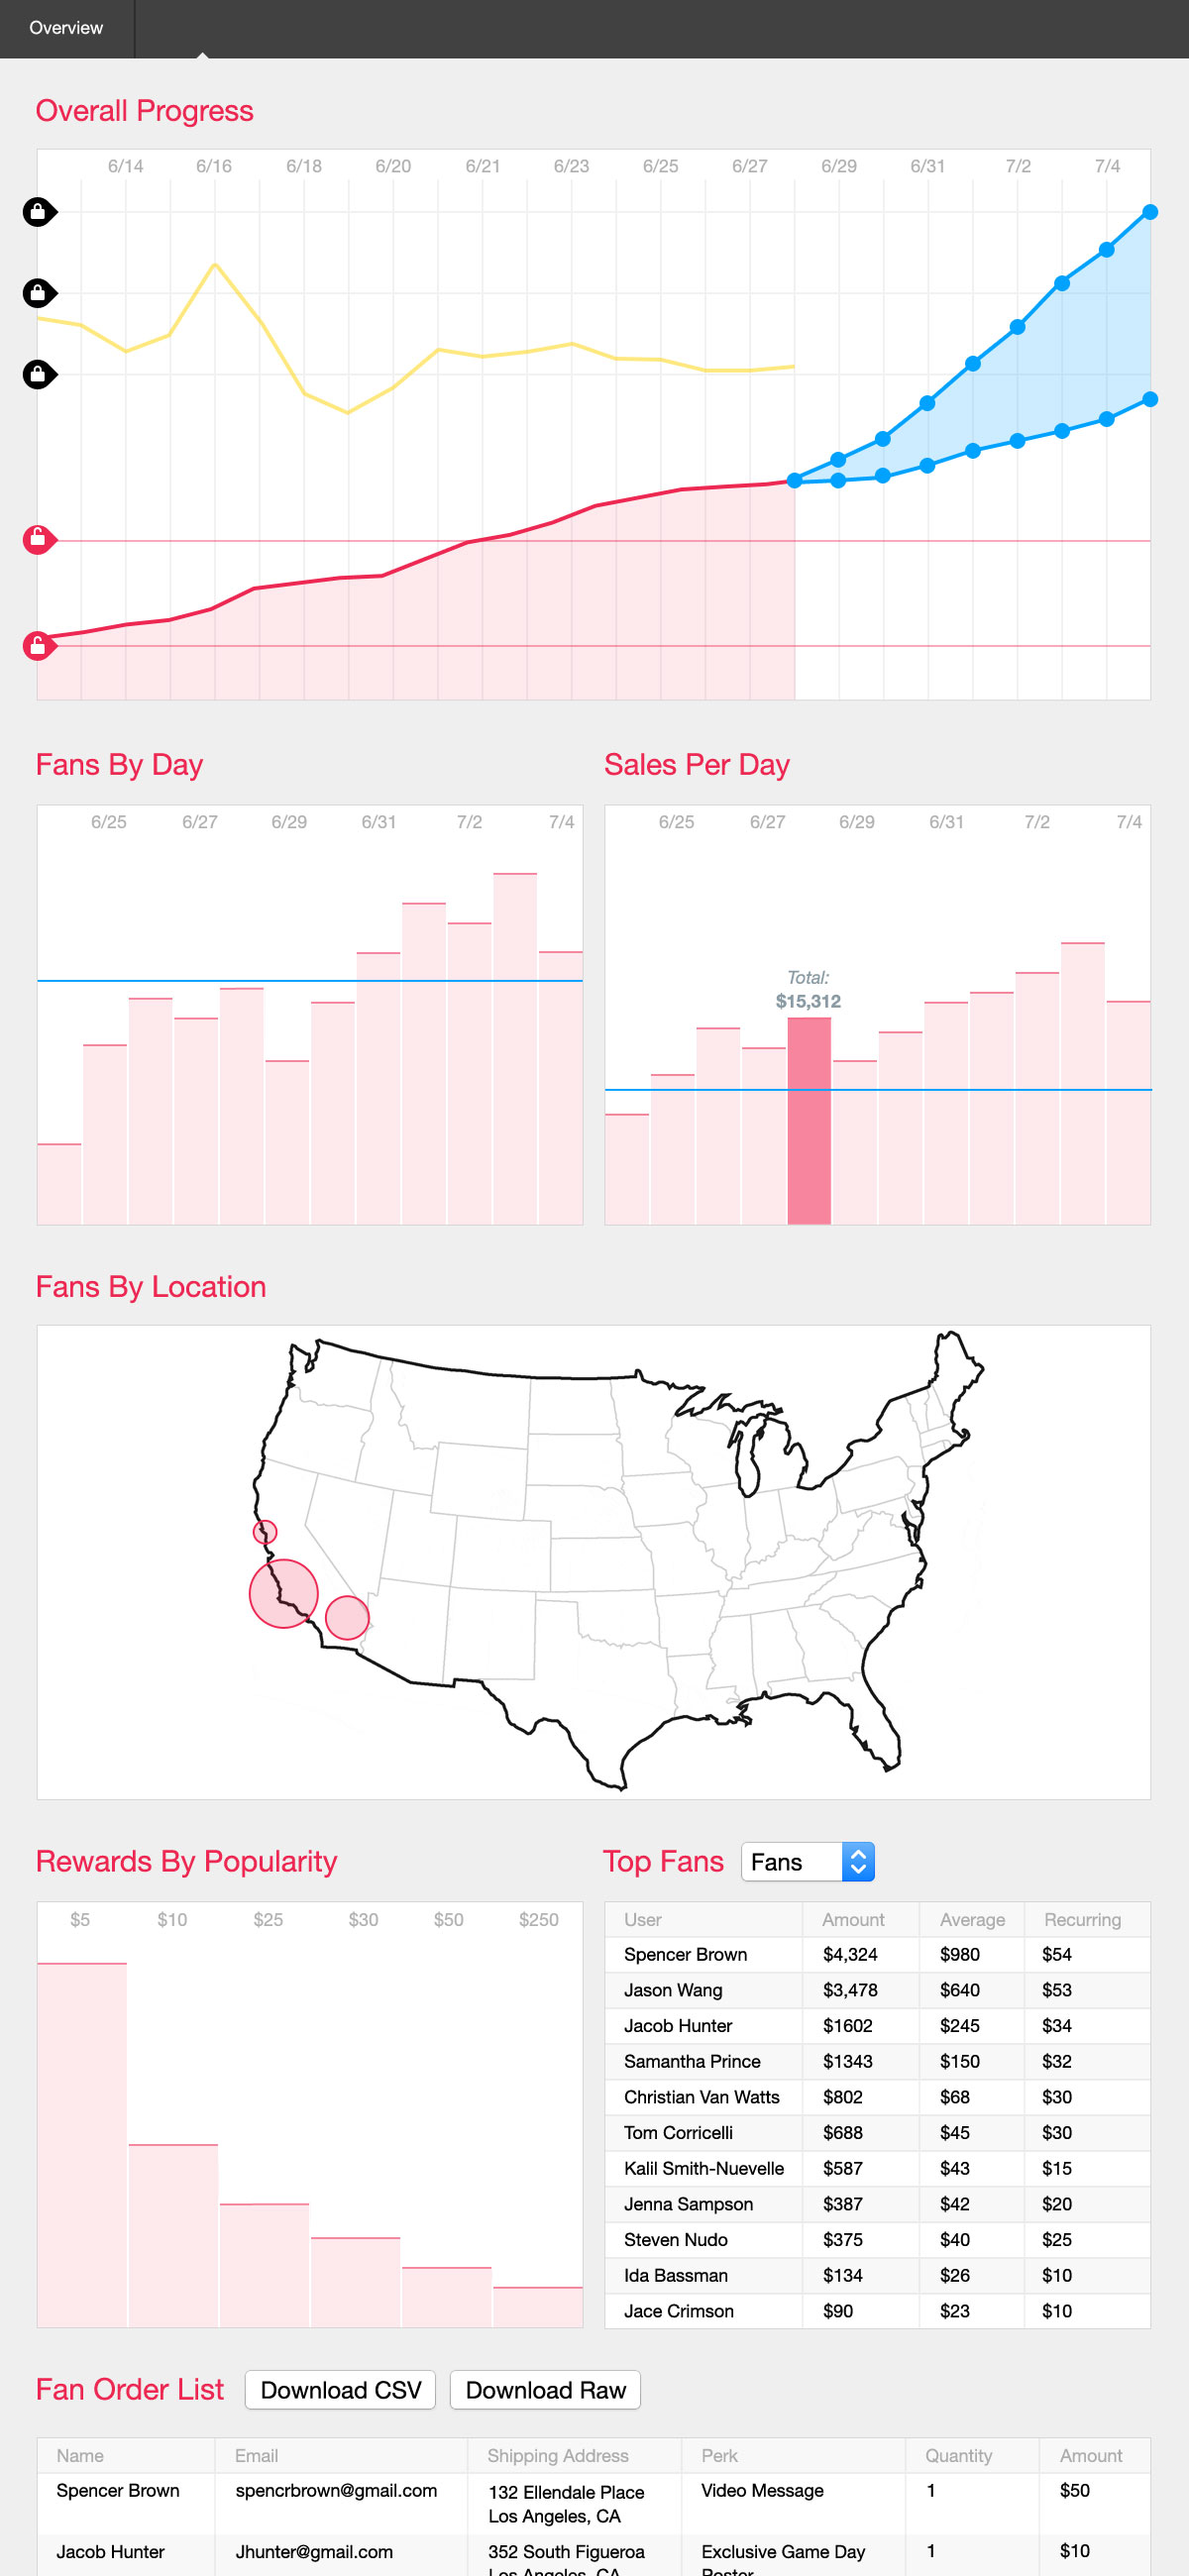 Overview
Overall Progress
6/14 6/16 6/18 6/20 6/21 6/23 6/25 6/27 6/29 6/31 7/2 7/4
Fans By Day
6/25 6/27 6/29 6/31 7/2 7/4
Sales Per Day
6/25 6/27 6/29 6/31 7/2 7/4
Total:
$15,312
Fans By Location
Rewards By Popularity
$5 $10 $25 $30 $50 $250
Top Fans Fans
User Amount Average Recurring
Spencer Brown $4,324 $980 $54
Jason Wang $3,478 $640 $53
Jacob Hunter $1602 $245 $34
Samantha Prince $1343 $150 $32
Christian Van Watts $802 $68 $30
Tom Corricelli $688 $45 $30
Kalil Smith-Nuevelle $587 $43 $15
Jenna Sampson $387 $42 $20
Steven Nudo $375 $40 $25
Ida Bassman $134 $26 $10
Jace Crimson $90 $23 $10
Fan Order List Download CSV Download Raw
Name Email Shipping Address Perk Quantity Amount
Spencer Brown spencrbrown@gmail.com 132 Ellendale Place Video Message 1 $50
Los Angeles, CA
Jacob Hunter Jhunter@gmail.com 352 South Figueroa Exclusive Game Day 1 $10
Los Angeles, CA Poster